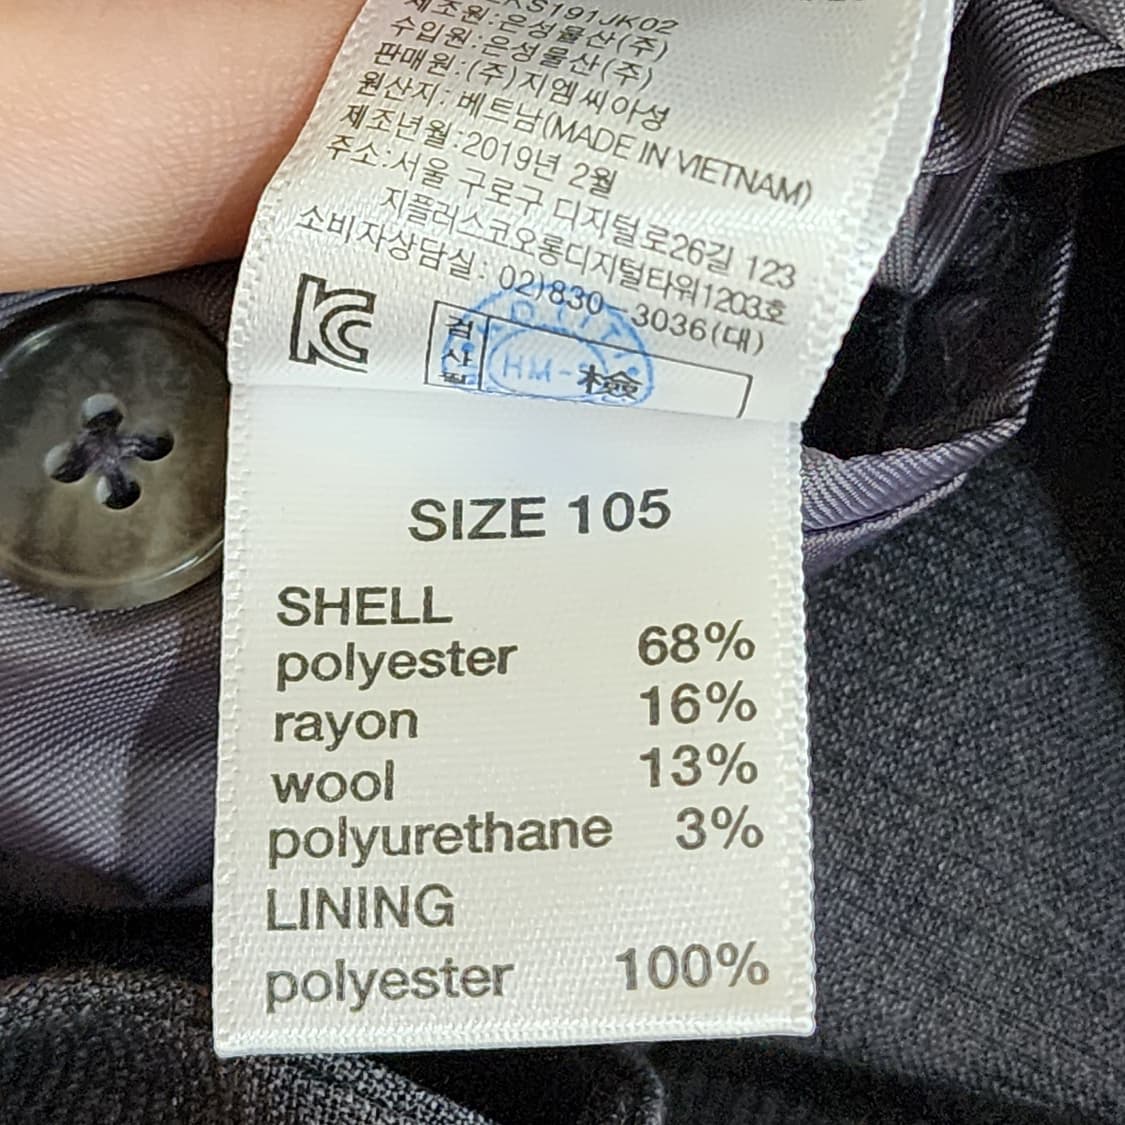 S191JK02
제조원:은성물산(주)
수입원:은성물산(주)
판매원:(주)지엠씨아성
원산지: 베트남(MADE IN VIETNAM)
제조년월:2019년 2월
주소:서울 구로구 디지털로26길 123
지플러스코오롱디지털타워1203호
소비자상담실: 02)830-3036(대)
KC
검사필
HM-
檢
SIZE 105
SHELL
polyester 68%
rayon 16%
wool 13%
polyurethane 3%
LINING
polyester 100%